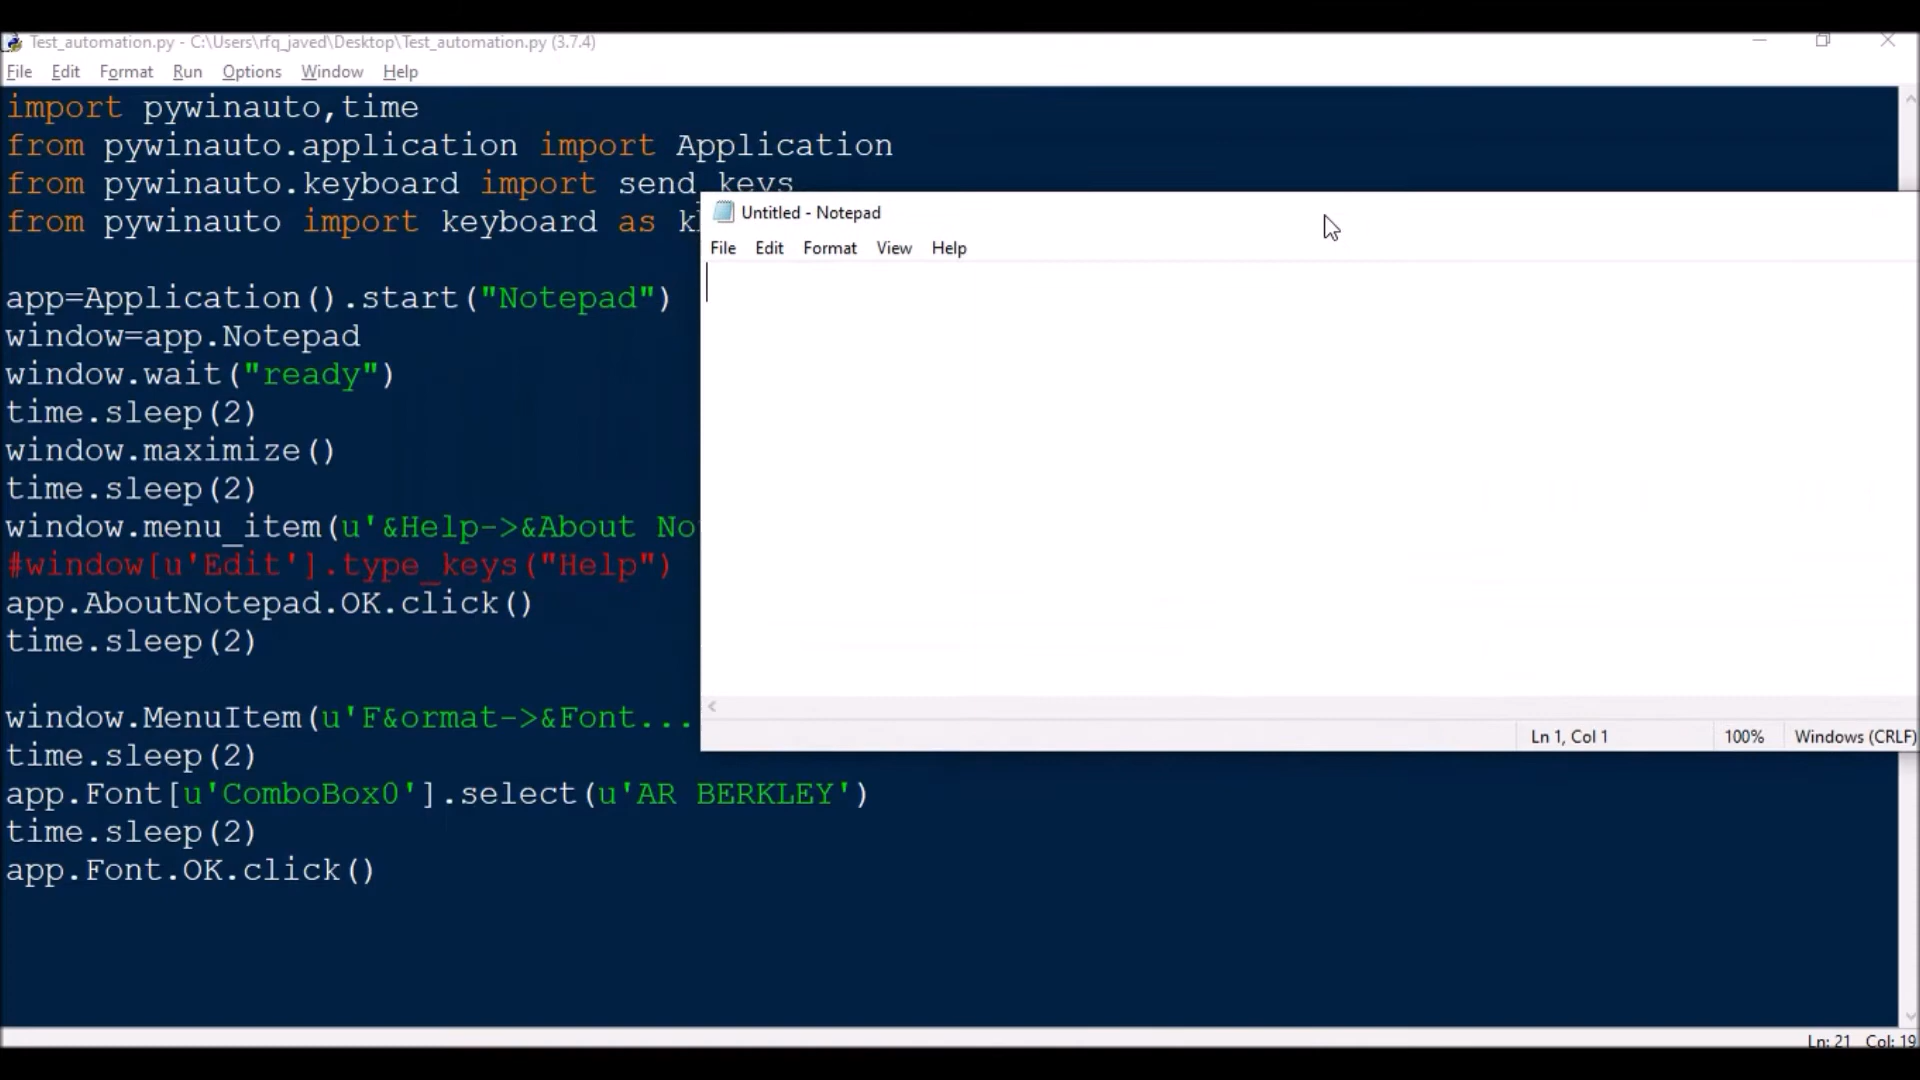 Test_automation.py - C:\Users\rfq_javed\Desktop\Test_automation.py (3.7.4)
File Edit Format Run Options Window Help
import pywinauto,time
from pywinauto.application import Application
from pywinauto.keyboard import send_keys
from pywinauto import keyboard as k
app=Application().start("Notepad")
window=app.Notepad
window.wait("ready")
time.sleep(2)
window.maximize()
time.sleep(2)
window.menu_item(u'&Help->&About No
#window[u'Edit'].type_keys("Help")
app.AboutNotepad.OK.click()
time.sleep(2)
window.MenuItem(u'F&ormat->&Font...
time.sleep(2)
app.Font[u'ComboBox0'].select(u'AR BERKLEY')
time.sleep(2)
app.Font.OK.click()
Ln: 21 Col: 19
Untitled - Notepad
File Edit Format View Help
Ln 1, Col 1 100% Windows (CRLF)